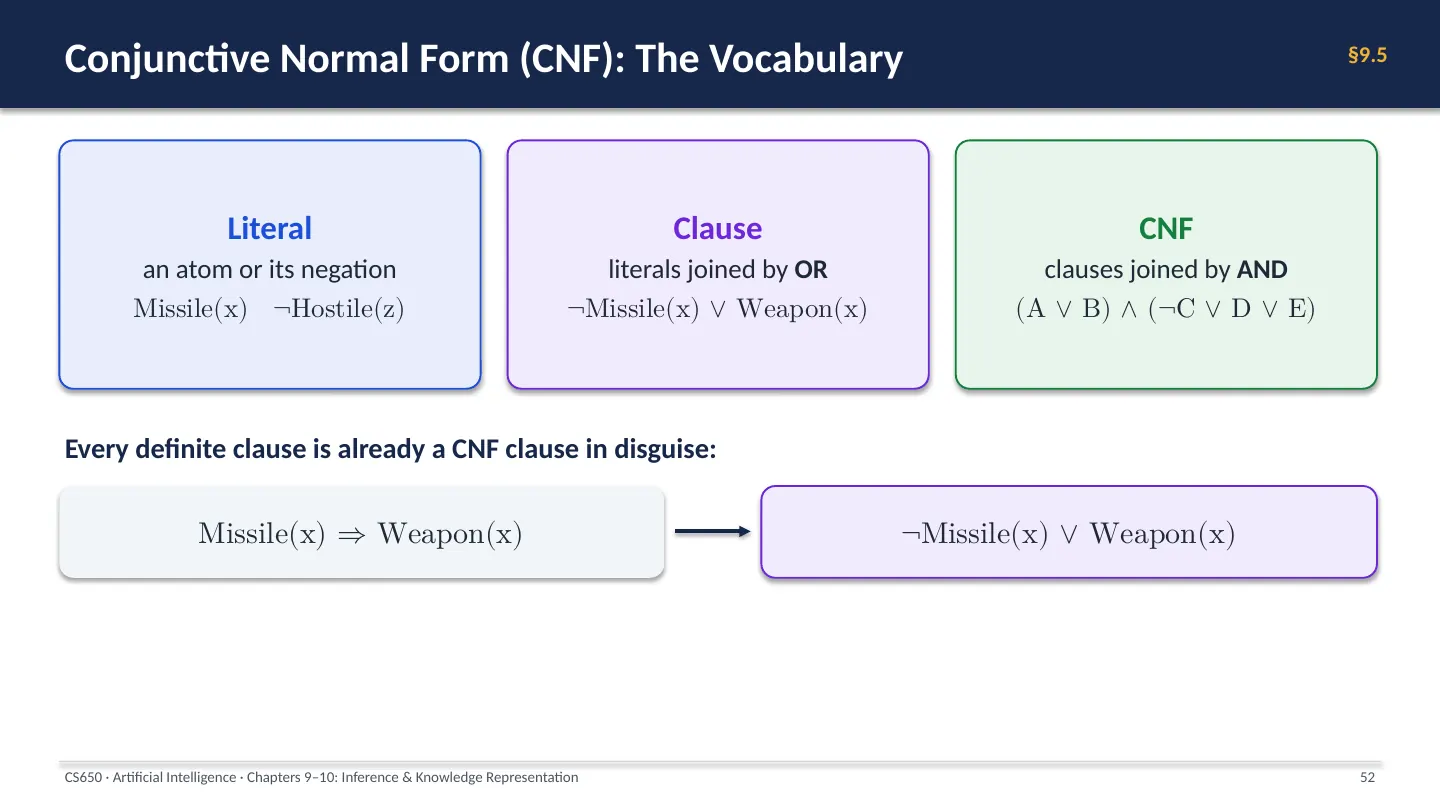 Conjunctive Normal Form (CNF): The Vocabulary
§9.5
Literal
an atom or its negation
Missile(x) ¬Hostile(z)
Clause
literals joined by OR
¬Missile(x) ∨ Weapon(x)
CNF
clauses joined by AND
(A ∨ B) ∧ (¬C ∨ D ∨ E)
Every definite clause is already a CNF clause in disguise:
Missile(x) ⇒ Weapon(x)
¬Missile(x) ∨ Weapon(x)
CS650 · Artificial Intelligence · Chapters 9–10: Inference & Knowledge Representation
52